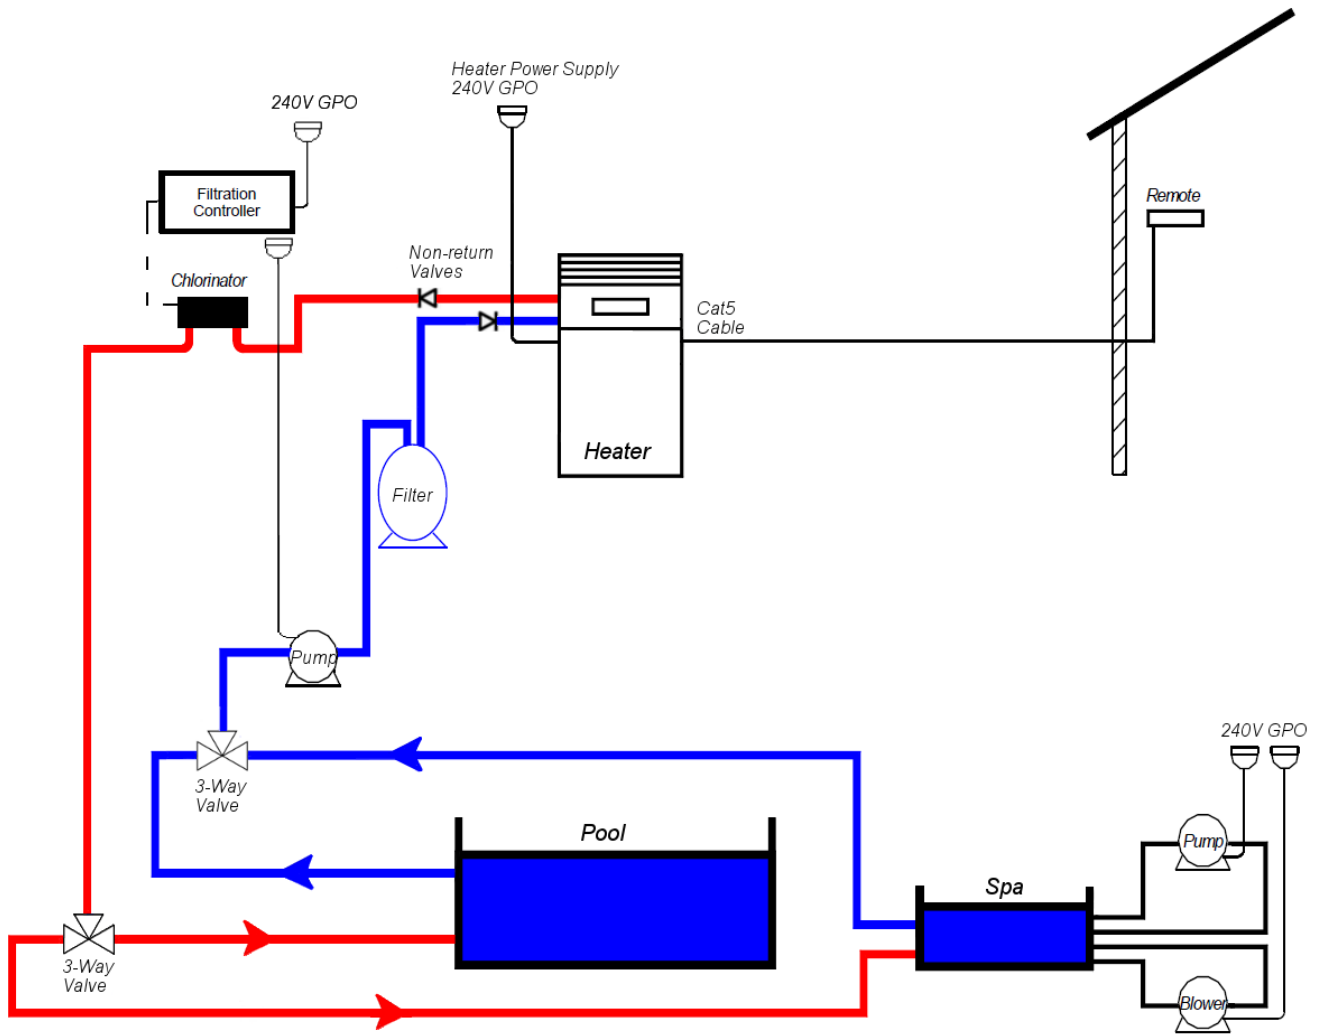 Heater Power Supply
240V GPO
240V GPO
Filtration
Controller
Remote
Non-return
Valves
Chlorinator
Cat5
Cable
Heater
Filter
Pump
240V GPO
3-Way
Valve
Pool
Pump
Spa
3-Way
Valve
Blower